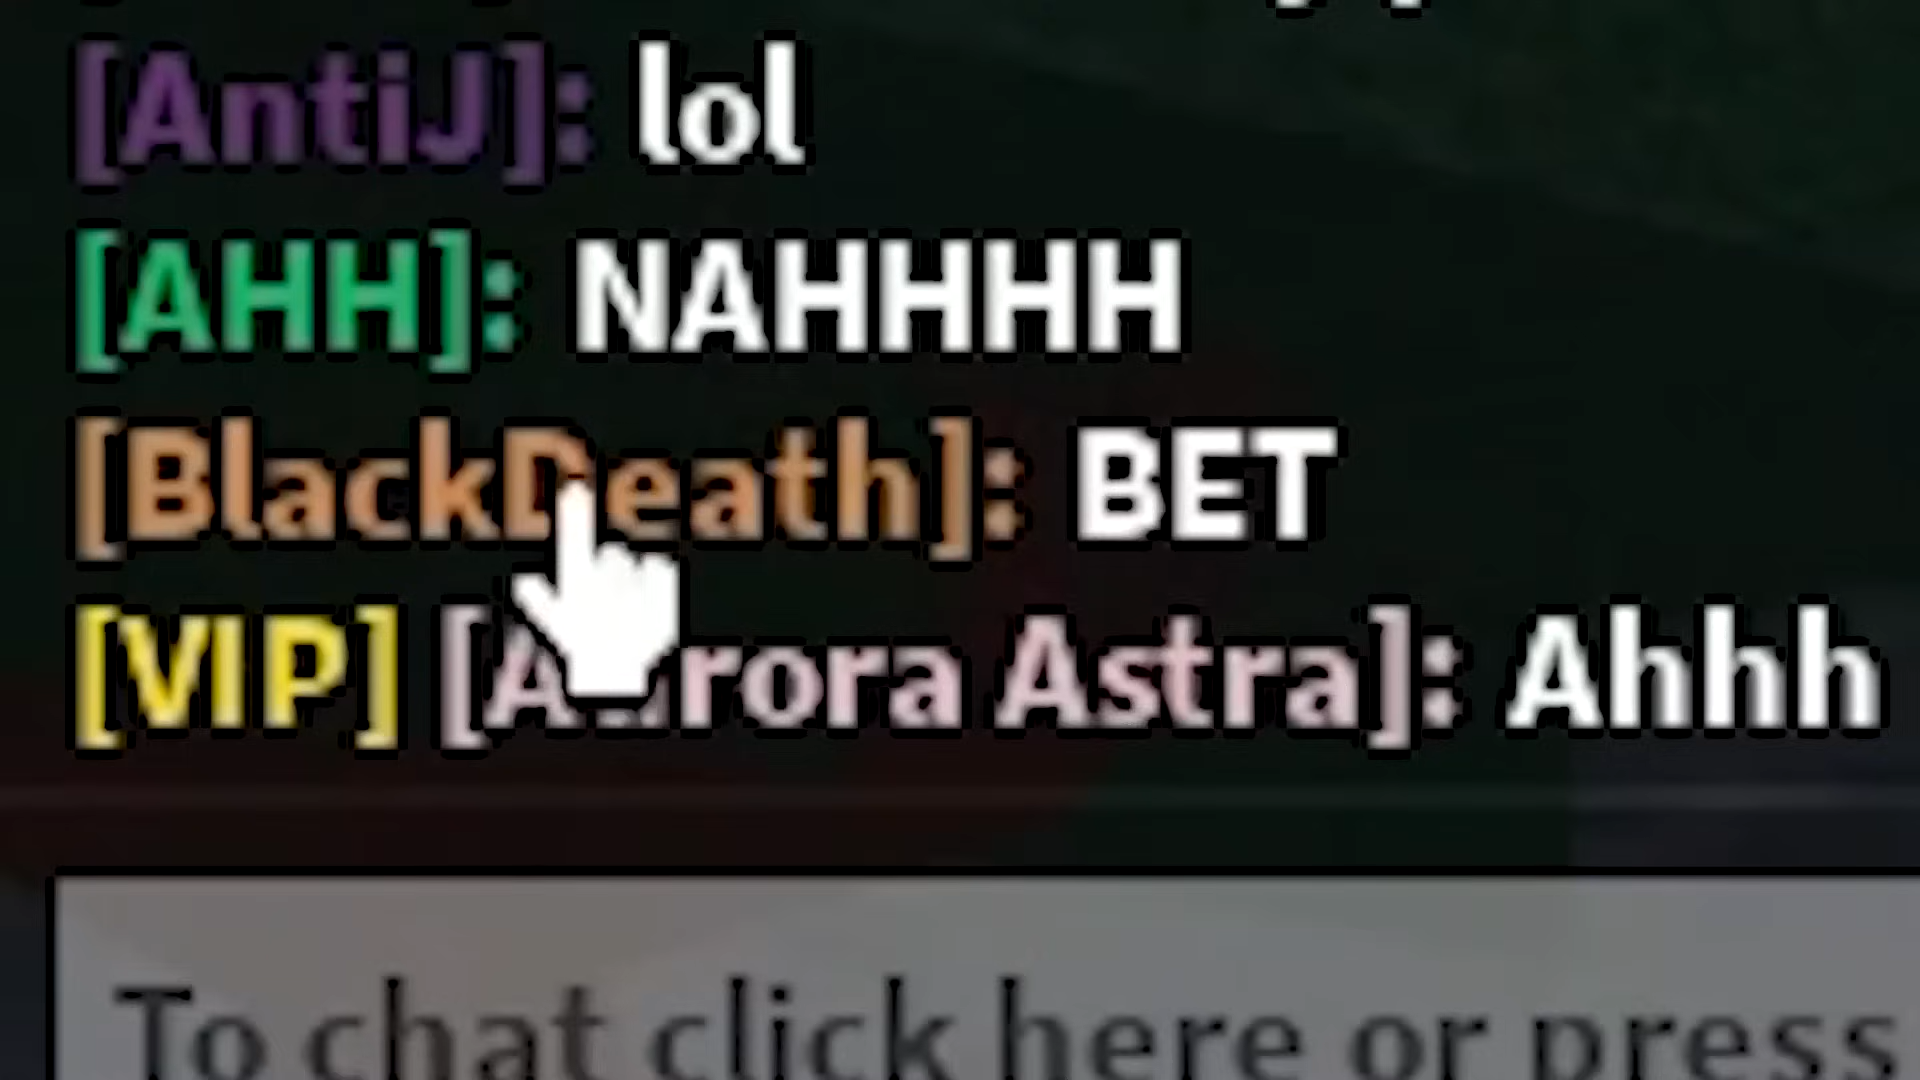 [AntiJ]: lol
[AHH]: NAHHHH
[BlackDeath]: BET
[VIP] [Aurora Astra]: Ahhh
To chat click here or press